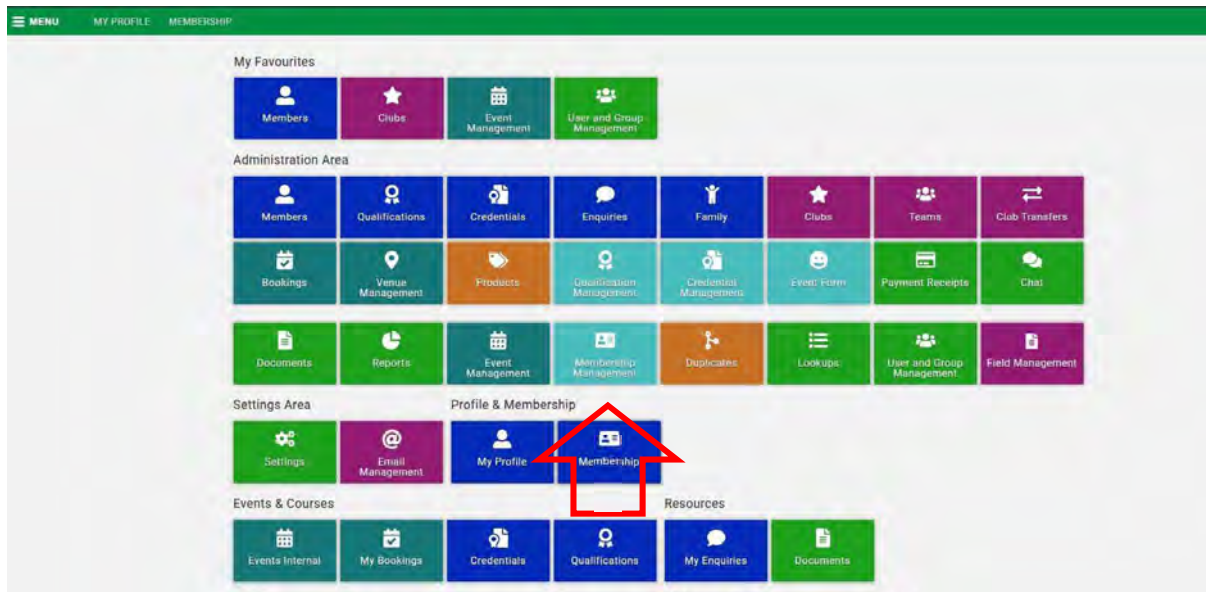 MENU MY PROFILE MEMBERSHIP
My Favourites
Members Clubs Event Management User and Group Management
Administration Area
Members Qualifications Credentials Enquiries Family Clubs Teams Club Transfers
Bookings Venue Management Products Qualification Management Credential Management Event Form Payment Receipts Chat
Documents Reports Event Management Membership Management Duplicates Lookups User and Group Management Field Management
Settings Area Profile & Membership
Settings Email Management My Profile Membership
Events & Courses Resources
Events Internal My Bookings Credentials Qualifications My Enquiries Documents